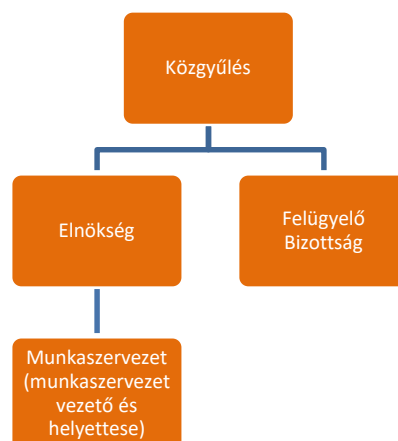 Közgyűlés
Elnökség
Felügyelő
Bizottság
Munkaszervezet
(munkaszervezet
vezető és
helyettese)